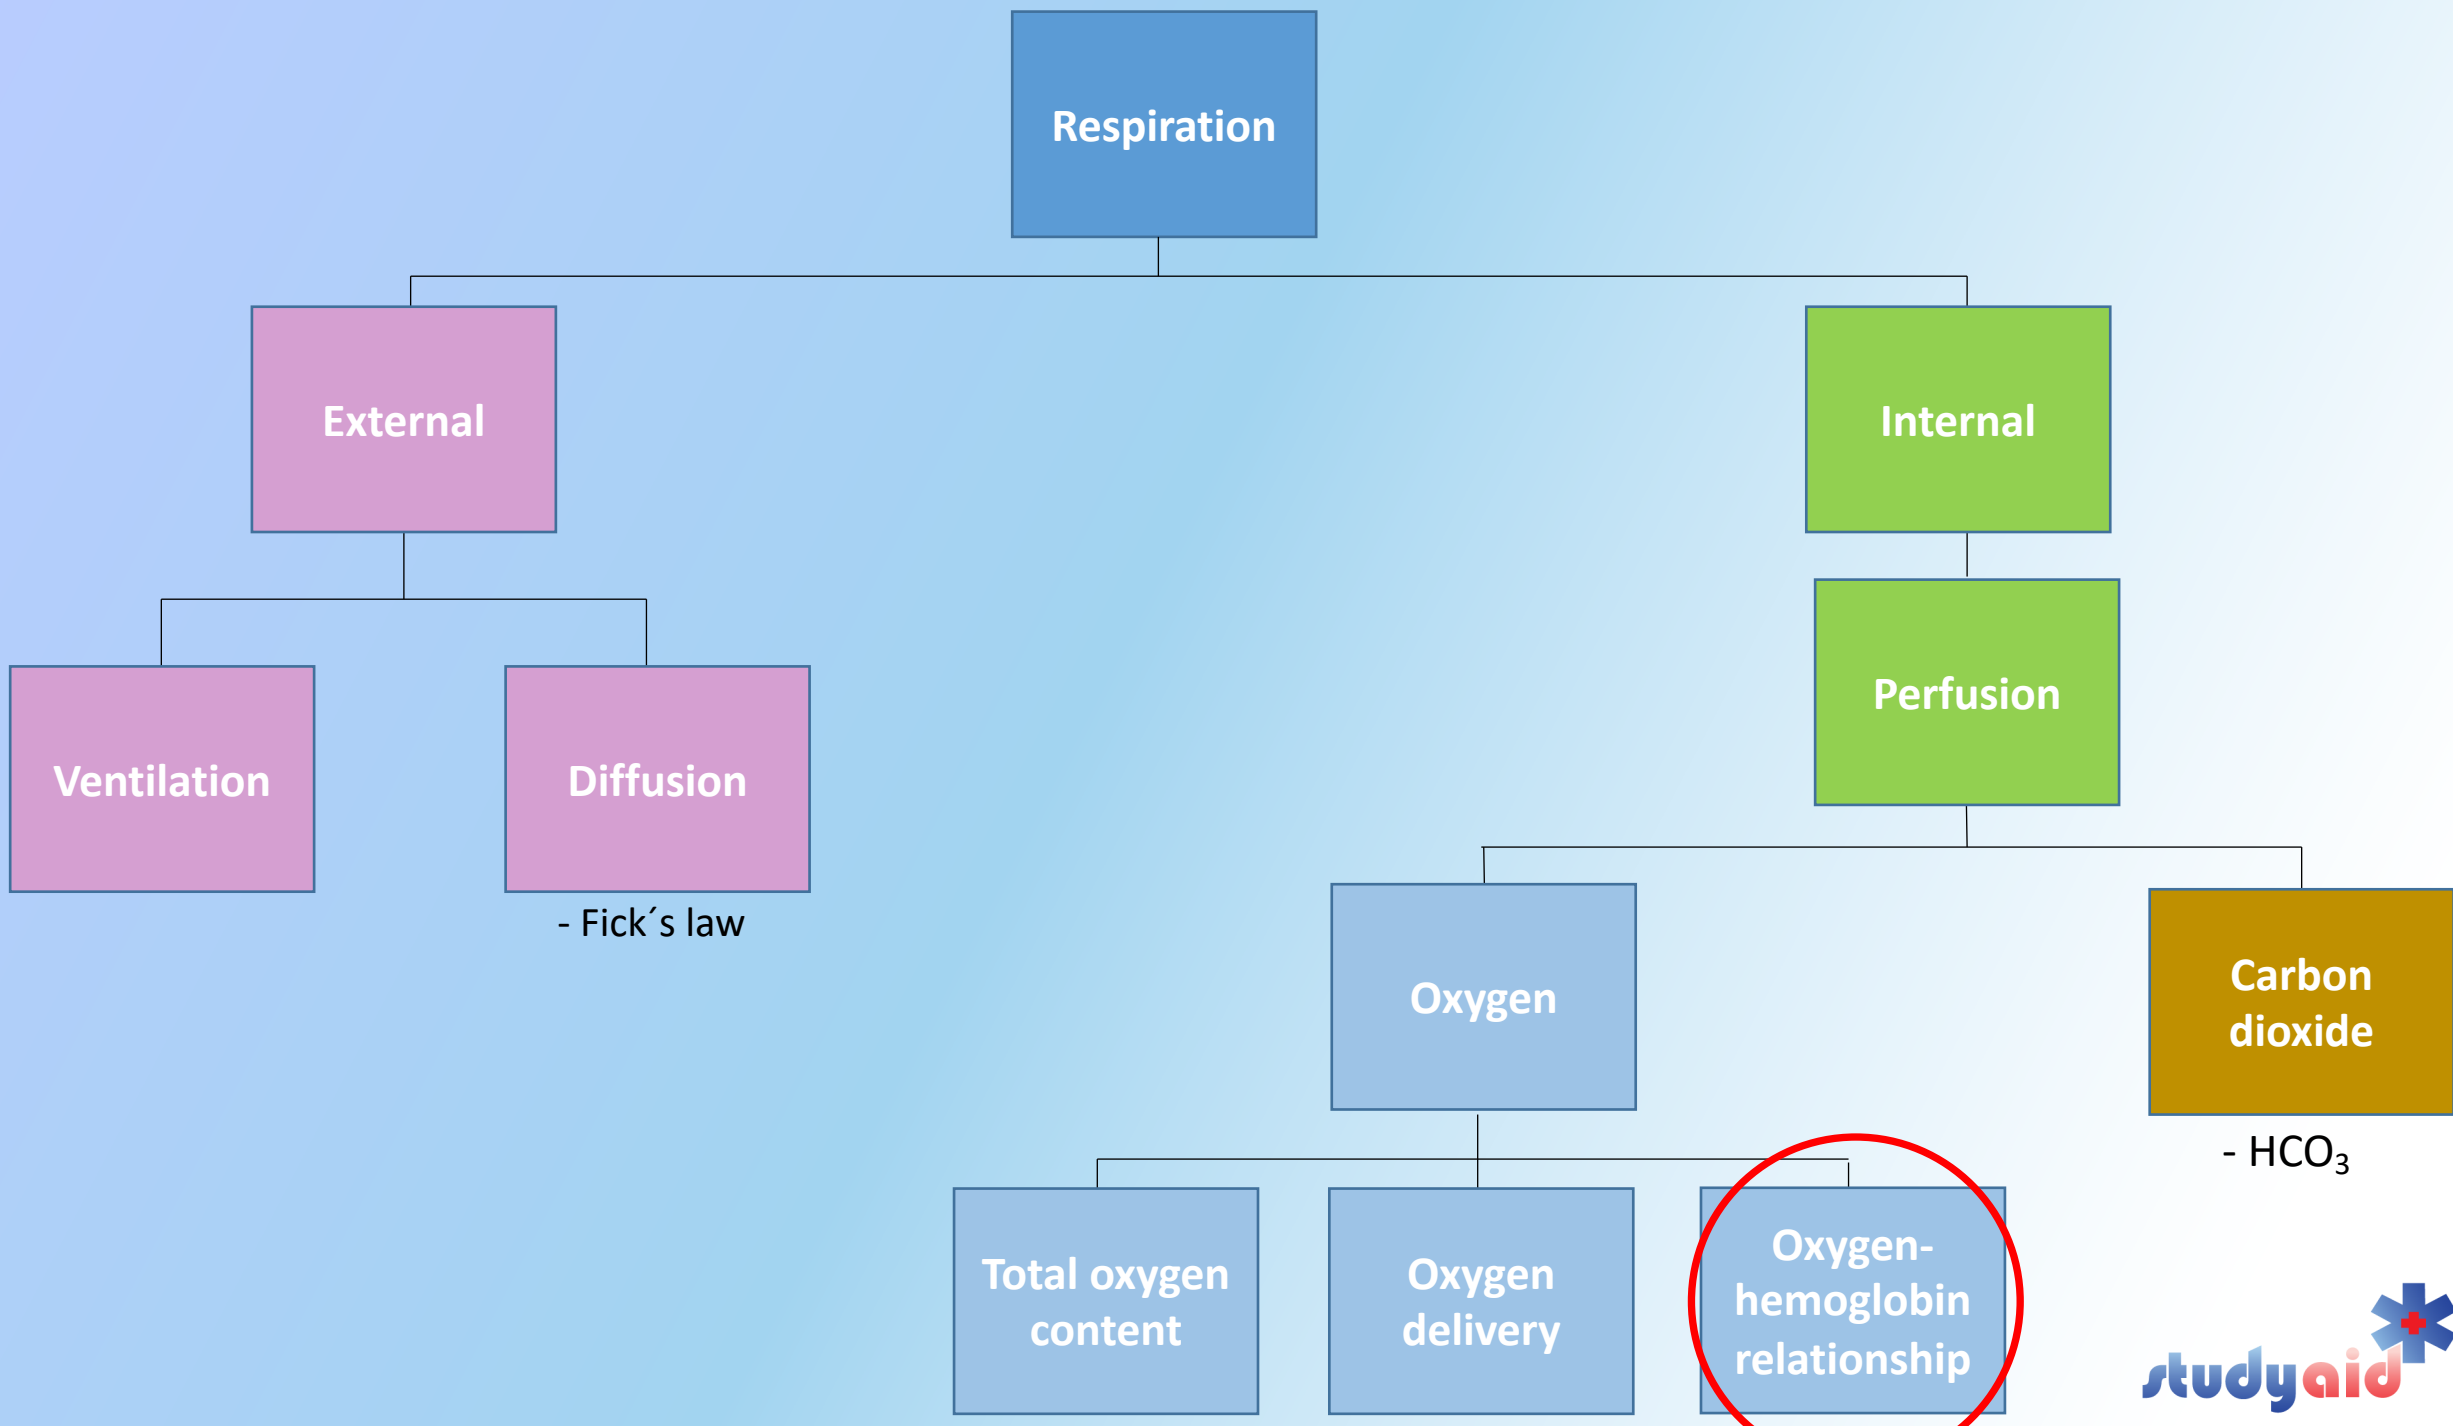 Respiration
External
Internal
Perfusion
Ventilation
Diffusion
- Fick´s law
Oxygen
Carbon
dioxide
- HCO₃
Total oxygen
content
Oxygen
delivery
Oxygen-
hemoglobin
relationship
studyaid